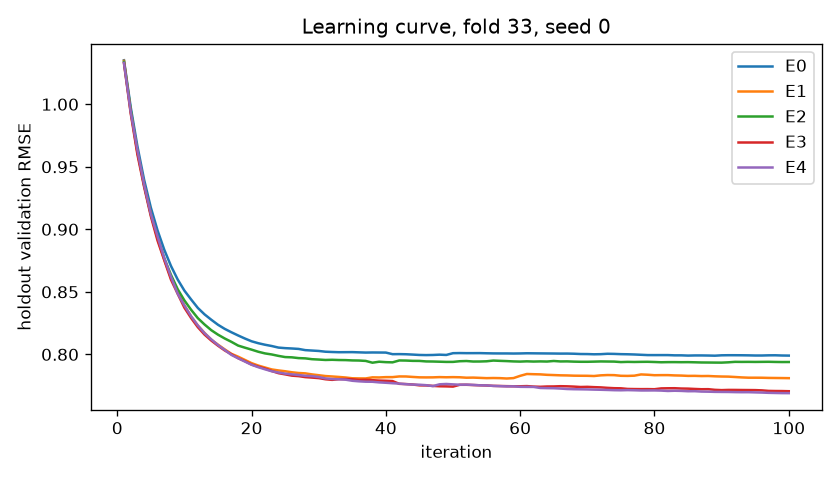 Learning curve, fold 33, seed 0
holdout validation RMSE
1.00
0.95
0.90
0.85
0.80
E0
E1
E2
E3
E4
0 20 40 60 80 100
iteration